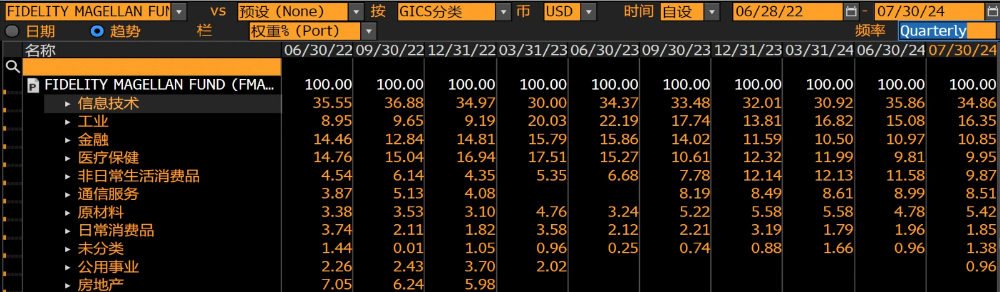 FIDELITY MAGELLAN FUN vs 预设 (None) 按 GICS分类 币 USD 时间 自设 06/28/22 - 07/30/24
日期 趋势 栏 权重% (Port) 频率 Quarterly
名称 06/30/22 09/30/22 12/31/22 03/31/23 06/30/23 09/30/23 12/31/23 03/31/24 06/30/24 07/30/24
P FIDELITY MAGELLAN FUND (FMA... 100.00 100.00 100.00 100.00 100.00 100.00 100.00 100.00 100.00 100.00
信息技术 35.55 36.88 34.97 30.00 34.37 33.48 32.01 30.92 35.86 34.86
工业 8.95 9.65 9.19 20.03 22.19 17.74 13.81 16.82 15.08 16.35
金融 14.46 12.84 14.81 15.79 15.86 14.02 11.59 10.50 10.97 10.85
医疗保健 14.76 15.04 16.94 17.51 15.27 10.61 12.32 11.99 9.81 9.95
非日常生活消费品 4.54 6.14 4.35 5.35 6.68 7.78 12.14 12.13 11.58 9.87
通信服务 3.87 5.13 4.08 8.19 8.49 8.61 8.99 8.51
原材料 3.38 3.53 3.10 4.76 3.24 5.22 5.58 5.58 4.78 5.42
日常消费品 3.74 2.11 1.82 3.58 2.12 2.21 3.19 1.79 1.96 1.85
未分类 1.44 0.01 1.05 0.96 0.25 0.74 0.88 1.66 0.96 1.38
公用事业 2.26 2.43 3.70 2.02 0.96
房地产 7.05 6.24 5.98